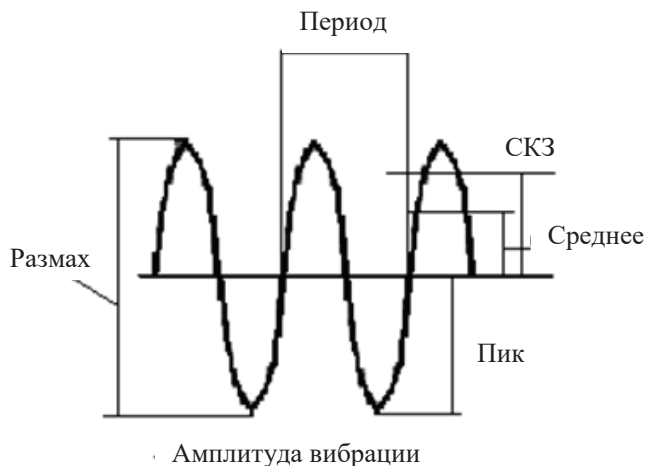 Период
СКЗ
Среднее
Размах
Пик
Амплитуда вибрации